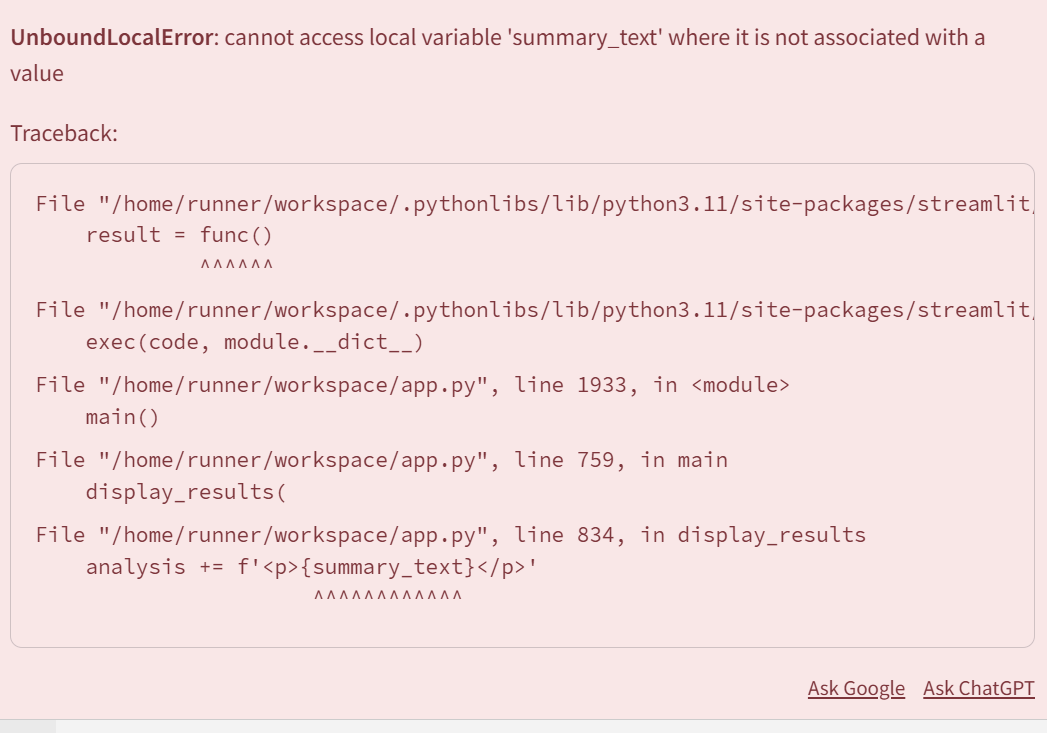 UnboundLocalError: cannot access local variable 'summary_text' where it is not associated with a
value
Traceback:
File "/home/runner/workspace/.pythonlibs/lib/python3.11/site-packages/streamlit/
result = func()
^^^^^^
File "/home/runner/workspace/.pythonlibs/lib/python3.11/site-packages/streamlit/
exec(code, module.__dict__)
File "/home/runner/workspace/app.py", line 1933, in <module>
main()
File "/home/runner/workspace/app.py", line 759, in main
display_results(
File "/home/runner/workspace/app.py", line 834, in display_results
analysis += f'<p>{summary_text}</p>'
^^^^^^^^^^^^
Ask Google Ask ChatGPT